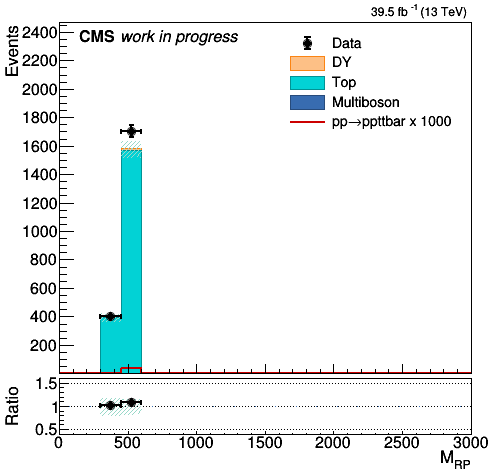 39.5 fb⁻¹ (13 TeV)
CMS work in progress
Events
2400
2200
2000
1800
1600
1400
1200
1000
800
600
400
200
Data
DY
Top
Multiboson
pp→ppttbar x 1000
Ratio
1.5
1
0.5
0 500 1000 1500 2000 2500 3000
M_RP